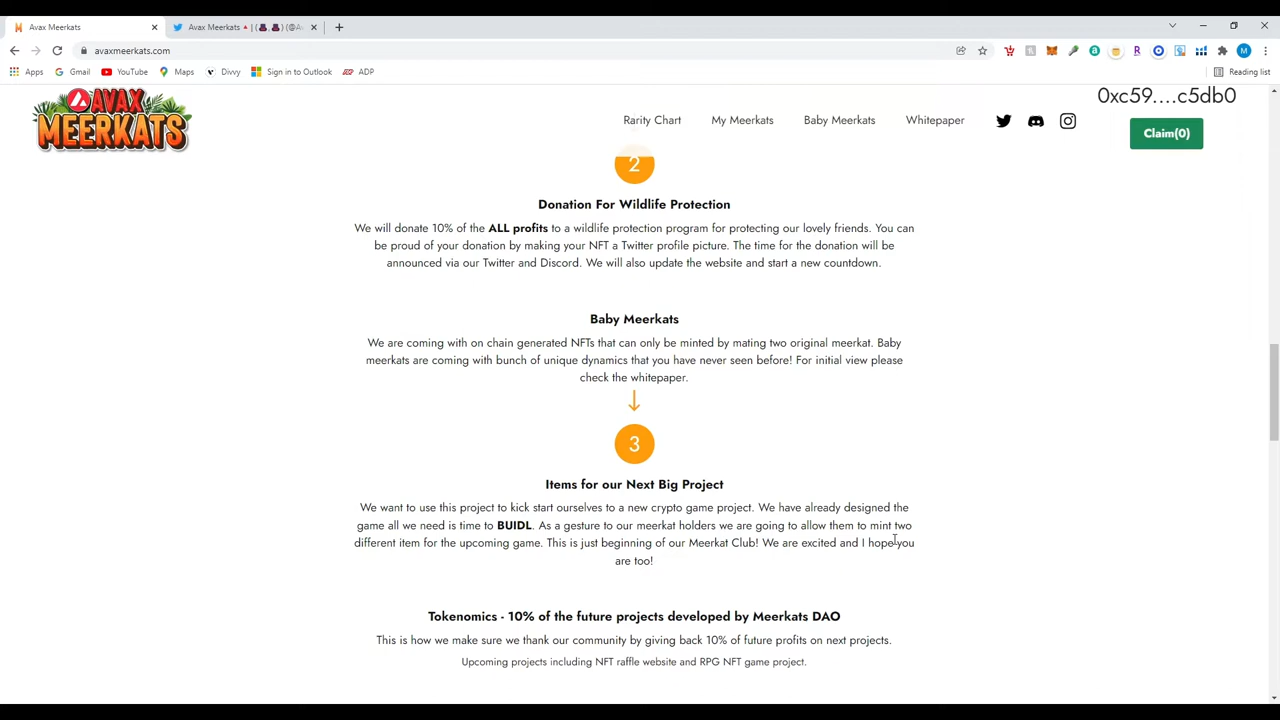 Avax Meerkats
Avax Meerkats
avaxmeerkats.com
M
Apps
Gmail
YouTube
Maps
Divvy
Sign in to Outlook
ADP
Reading list
AVAX
MEERKATS
Rarity Chart
My Meerkats
Baby Meerkats
Whitepaper
0xc59....c5db0
Claim(0)
2
Donation For Wildlife Protection
We will donate 10% of the ALL profits to a wildlife protection program for protecting our lovely friends. You can
be proud of your donation by making your NFT a Twitter profile picture. The time for the donation will be
announced via our Twitter and Discord. We will also update the website and start a new countdown.
Baby Meerkats
We are coming with on chain generated NFTs that can only be minted by mating two original meerkat. Baby
meerkats are coming with bunch of unique dynamics that you have never seen before! For initial view please
check the whitepaper.
3
Items for our Next Big Project
We want to use this project to kick start ourselves to a new crypto game project. We have already designed the
game all we need is time to BUIDL. As a gesture to our meerkat holders we are going to allow them to mint two
different item for the upcoming game. This is just beginning of our Meerkat Club! We are excited and I hope you
are too!
Tokenomics - 10% of the future projects developed by Meerkats DAO
This is how we make sure we thank our community by giving back 10% of future profits on next projects.
Upcoming projects including NFT raffle website and RPG NFT game project.